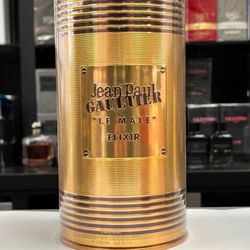 Jean Paul
GAULTIER
"LE MALE"
ELIXIR